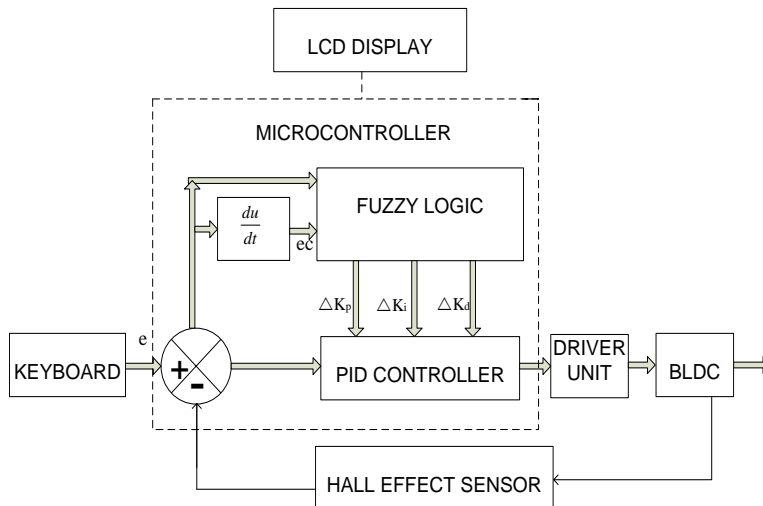 LCD DISPLAY
MICROCONTROLLER
FUZZY LOGIC
du
dt
ec
△Kp
△Ki
△Kd
e
KEYBOARD
+
-
PID CONTROLLER
DRIVER
UNIT
BLDC
HALL EFFECT SENSOR